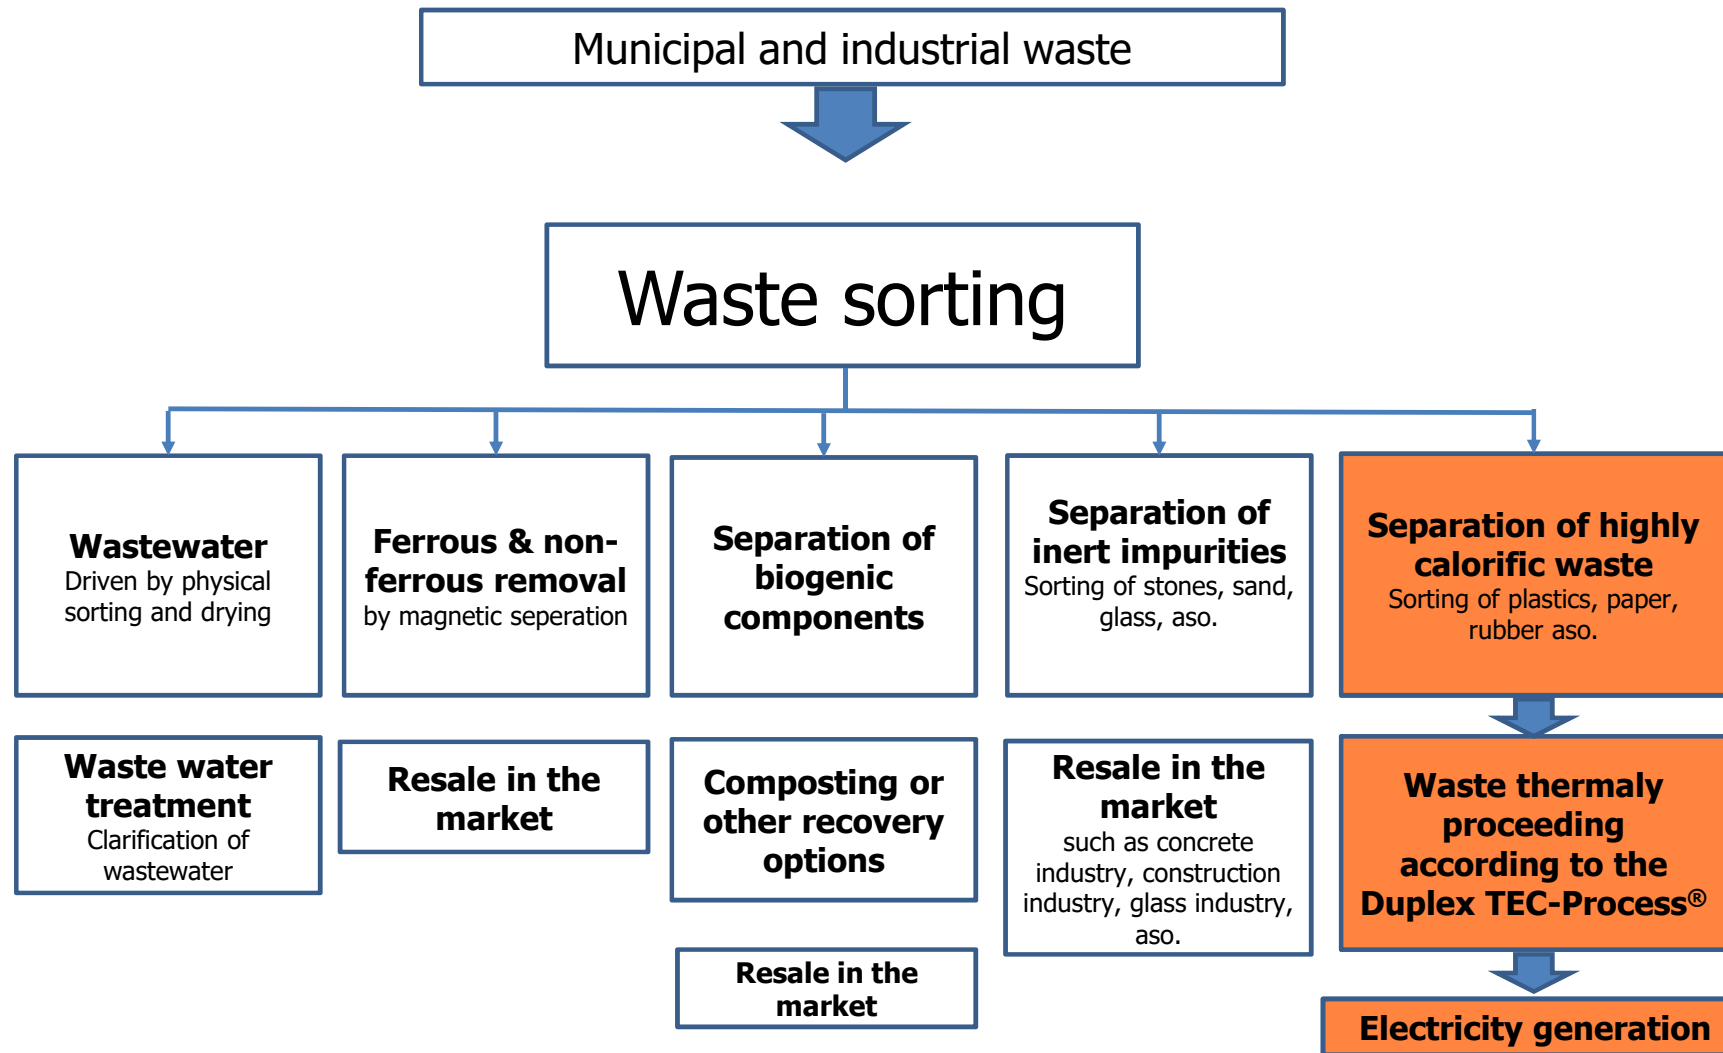 Municipal and industrial waste
Waste sorting
Wastewater
Driven by physical
sorting and drying
Ferrous & non-
ferrous removal
by magnetic seperation
Separation of
biogenic
components
Separation of
inert impurities
Sorting of stones, sand,
glass, aso.
Separation of highly
calorific waste
Sorting of plastics, paper,
rubber aso.
Waste water
treatment
Clarification of
wastewater
Resale in the
market
Composting or
other recovery
options
Resale in the
market
such as concrete
industry, construction
industry, glass industry,
aso.
Waste thermaly
proceeding
according to the
Duplex TEC-Process®
Resale in the
market
Electricity generation